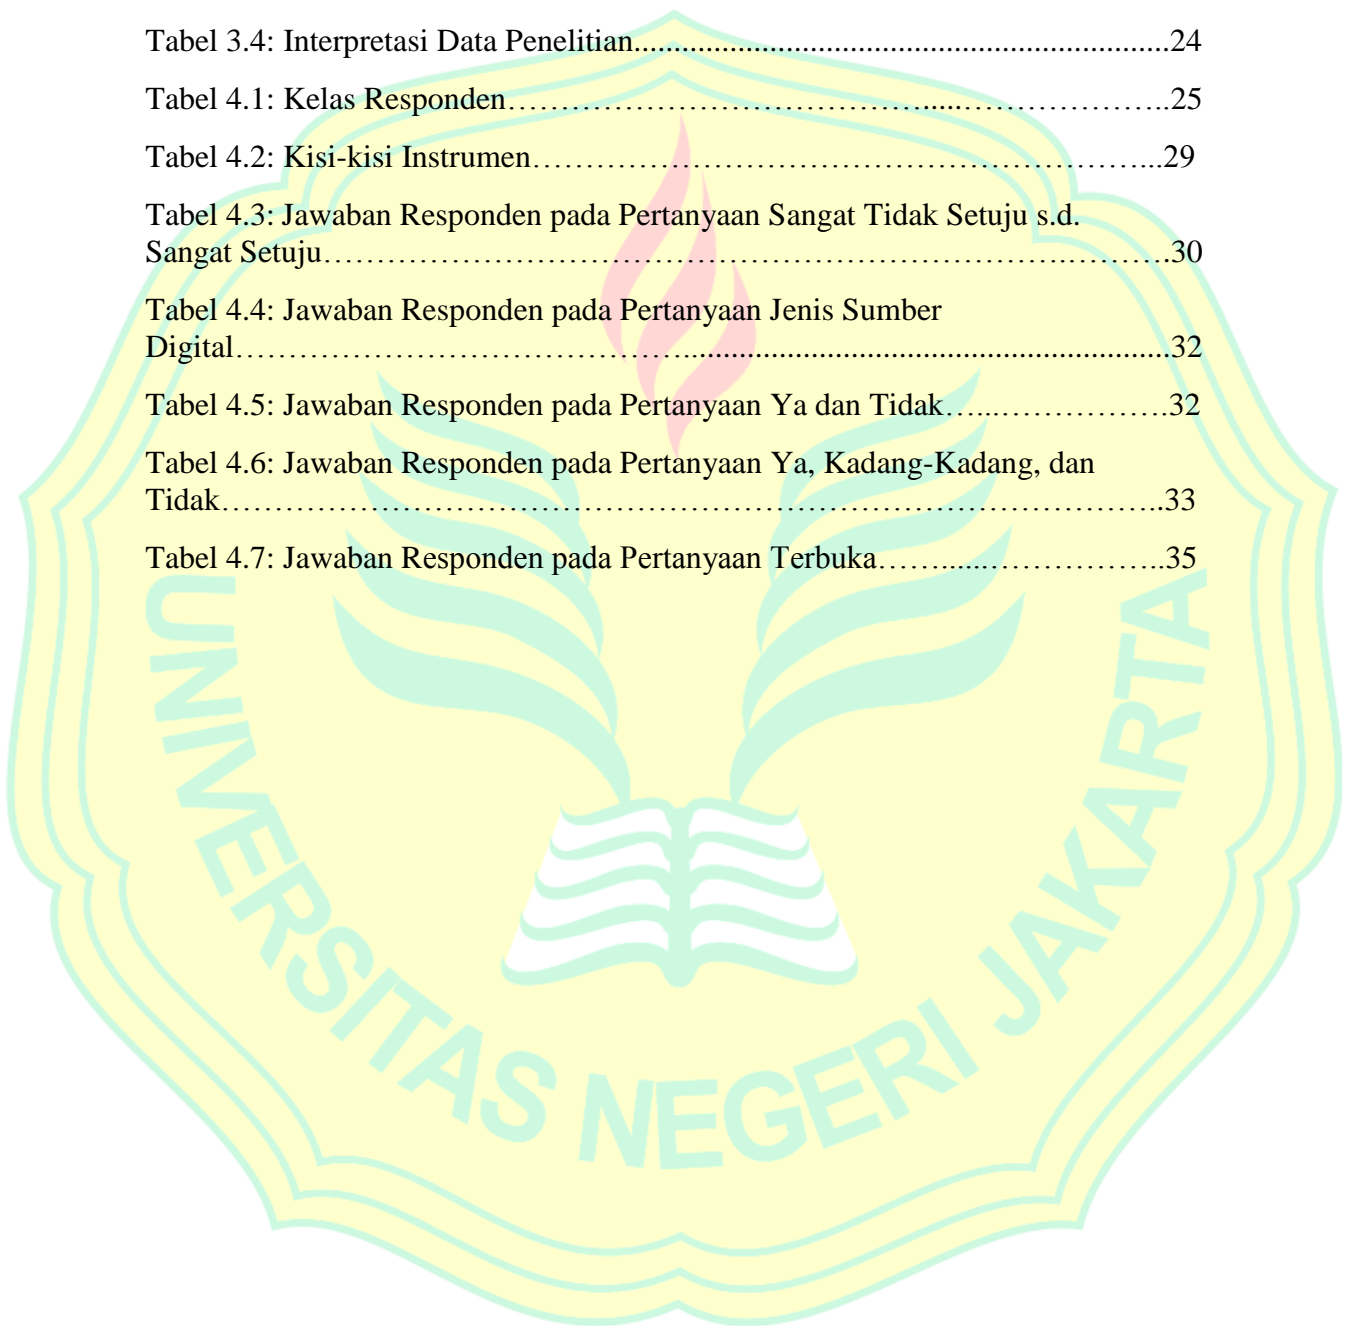 Tabel 3.4: Interpretasi Data Penelitian....................................................................24
Tabel 4.1: Kelas Responden……………………………………….....………………..25
Tabel 4.2: Kisi-kisi Instrumen…………………………………………………………...29
Tabel 4.3: Jawaban Responden pada Pertanyaan Sangat Tidak Setuju s.d.
Sangat Setuju……………………………………………………………….……….30
Tabel 4.4: Jawaban Responden pada Pertanyaan Jenis Sumber
Digital……………………………………….............................................................32
Tabel 4.5: Jawaban Responden pada Pertanyaan Ya dan Tidak…...…………….32
Tabel 4.6: Jawaban Responden pada Pertanyaan Ya, Kadang-Kadang, dan
Tidak………………………………………………………………………………..33
Tabel 4.7: Jawaban Responden pada Pertanyaan Terbuka…….....………………..35
UNIVERSITAS NEGERI JAKARTA